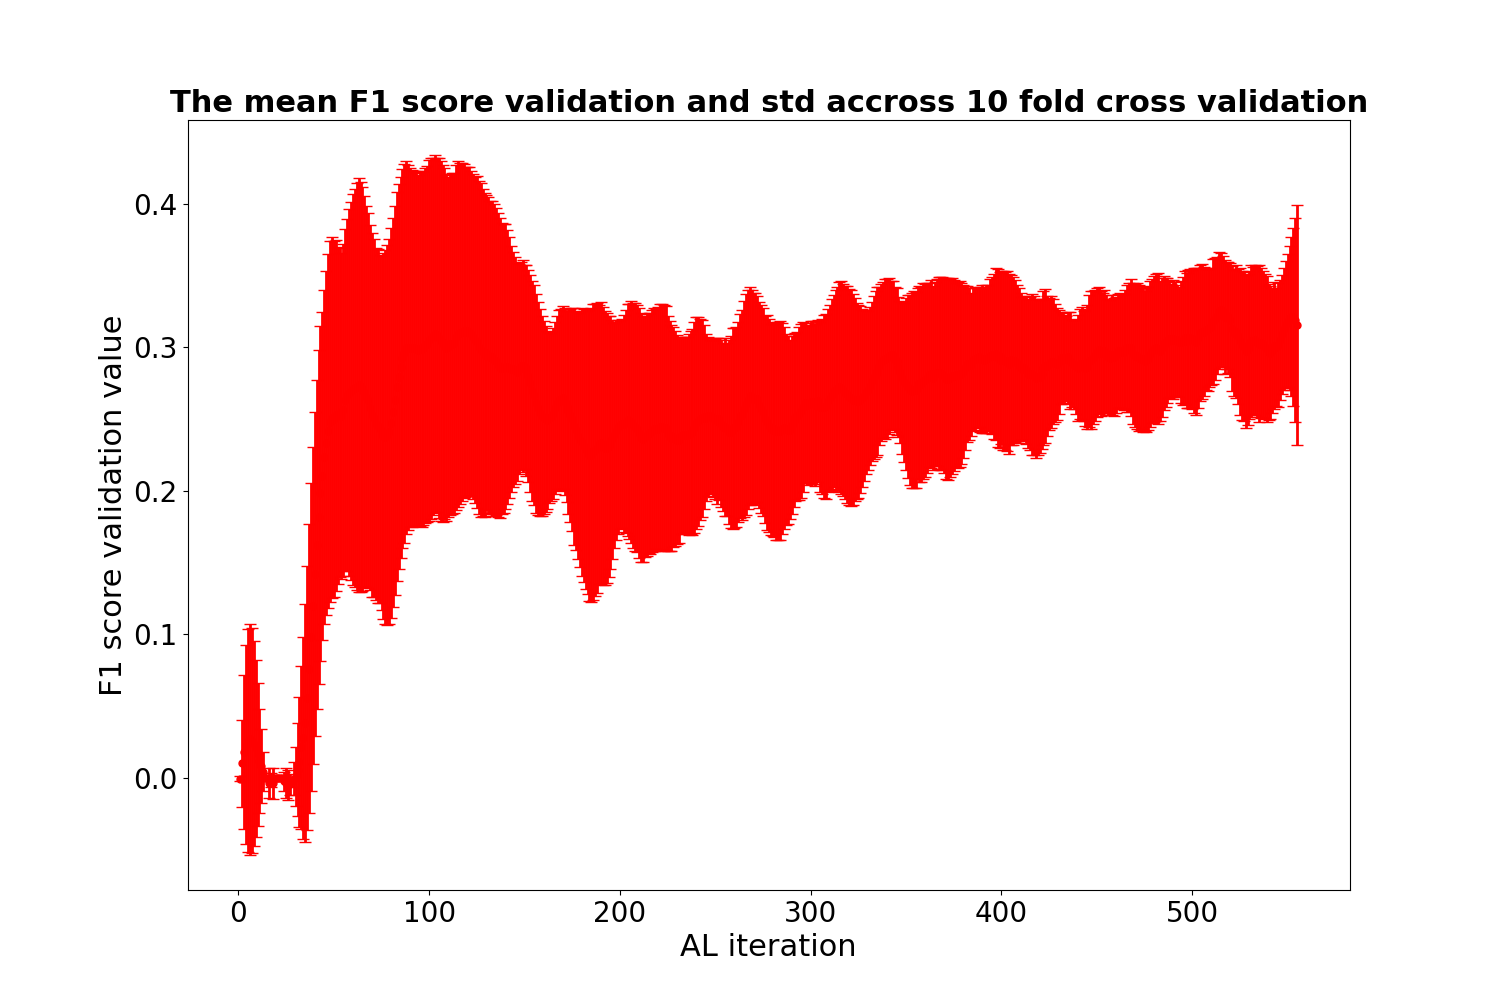 The mean F1 score validation and std accross 10 fold cross validation
F1 score validation value
0.4
0.3
0.2
0.1
0.0
0 100 200 300 400 500
AL iteration